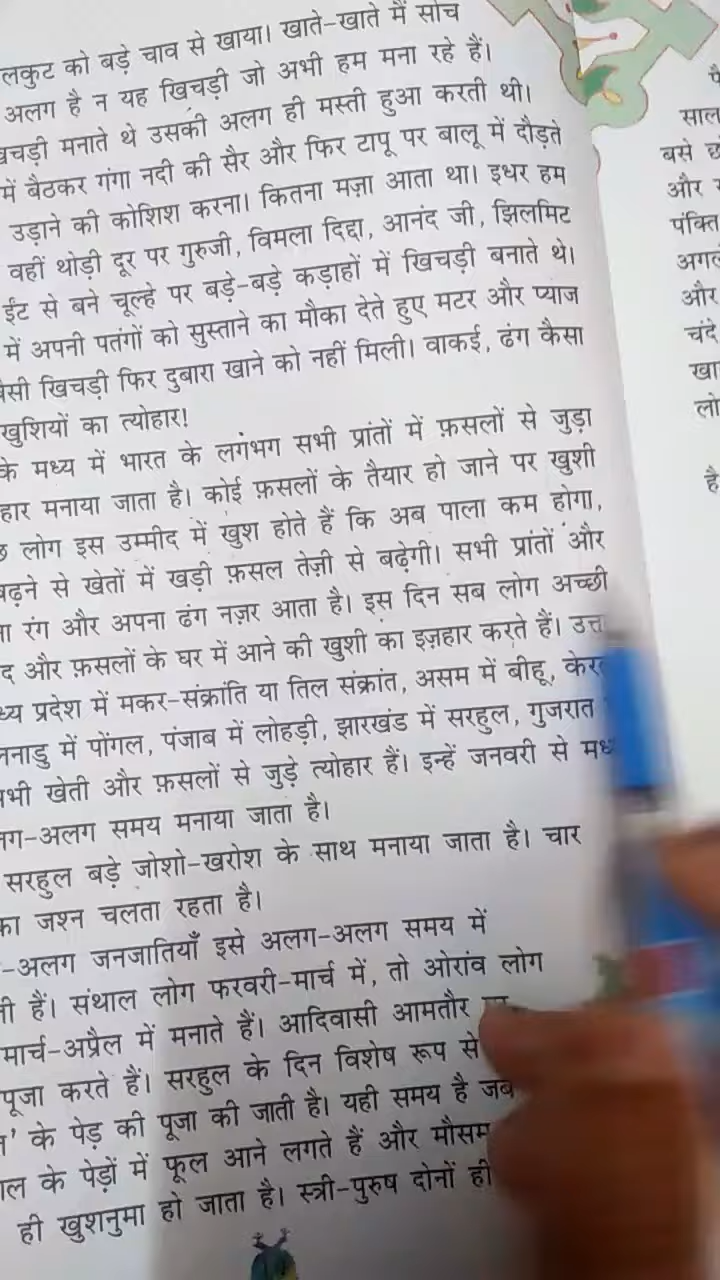 को बड़े चाव से खाया। खाते-खाते मैं सोच
अलग है न यह खिचड़ी जो अभी हम मना रहे हैं।
मनाते थे उसकी अलग ही मस्ती हुआ करती थी।
में बैठकर गंगा नदी की सैर और फिर टापू पर बालू में दौड़ते
उड़ाने की कोशिश करना। कितना मज़ा आता था। इधर हम
वहीं थोड़ी दूर पर गुरुजी, विमला दिद्दा, आनंद जी, झिलमिट
ईंट से बने चूल्हे पर बड़े-बड़े कड़ाहों में खिचड़ी बनाते थे।
में अपनी पतंगों को सुस्ताने का मौका देते हुए मटर और प्याज
खिचड़ी फिर दुबारा खाने को नहीं मिली। वाकई, ढंग कैसा
खुशियों का त्योहार!
के मध्य में भारत के लगभग सभी प्रांतों में फ़सलों से जुड़ा
मनाया जाता है। कोई फ़सलों के तैयार हो जाने पर खुशी
लोग इस उम्मीद में खुश होते हैं कि अब पाला कम होगा,
से खेतों में खड़ी फ़सल तेज़ी से बढ़ेगी। सभी प्रांतों और
रंग और अपना ढंग नज़र आता है। इस दिन सब लोग अच्छी
और फ़सलों के घर में आने की खुशी का इज़हार करते हैं।
प्रदेश में मकर-संक्रांति या तिल संक्रांत, असम में बीहू,
में पोंगल, पंजाब में लोहड़ी, झारखंड में सरहुल, गुजरात
खेती और फ़सलों से जुड़े त्योहार हैं। इन्हें जनवरी से
अलग समय मनाया जाता है।
सरहुल बड़े जोशो-खरोश के साथ मनाया जाता है। चार
का जश्न चलता रहता है।
-अलग जनजातियाँ इसे अलग-अलग समय में
हैं। संथाल लोग फरवरी-मार्च में, तो ओरांव लोग
मार्च-अप्रैल में मनाते हैं। आदिवासी आमतौर
पूजा करते हैं। सरहुल के दिन विशेष रूप से
के पेड़ की पूजा की जाती है। यही समय है जब
के पेड़ों में फूल आने लगते हैं और मौसम
ही खुशनुमा हो जाता है। स्त्री-पुरुष दोनों ही
साल
बसे
और
पंक्ति
और